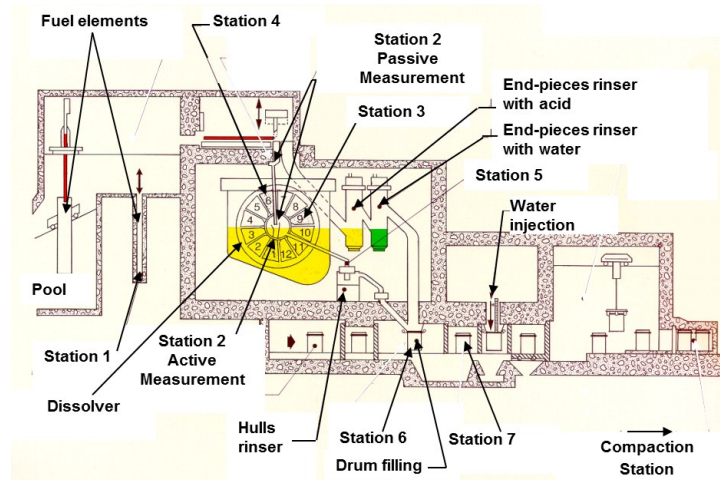 Fuel elements
Station 4
Station 2
Passive
Measurement
Station 3
End-pieces rinser
with acid
End-pieces rinser
with water
Station 5
Water
injection
5
6
8
9
4
3
10
2
11
1
12
Pool
Station 1
Station 2
Active
Measurement
Dissolver
Hulls
rinser
Station 6
Drum filling
Station 7
Compaction
Station